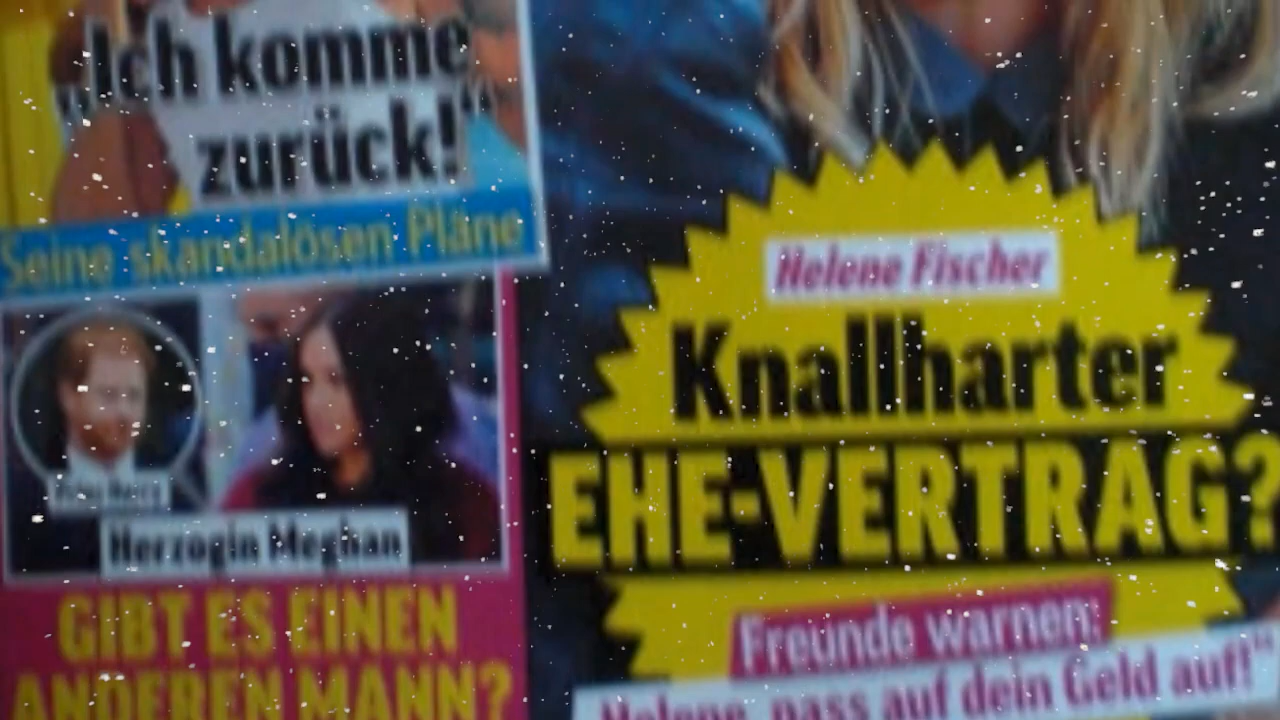 „Ich komme
zurück!“
Seine skandalösen Pläne
Herzogin Meghan
GIBT ES EINEN
ANDEREN MANN?
Helene Fischer
Knallharter
EHE-VERTRAG?
Freunde warnen:
Helene, pass auf dein Geld auf!"